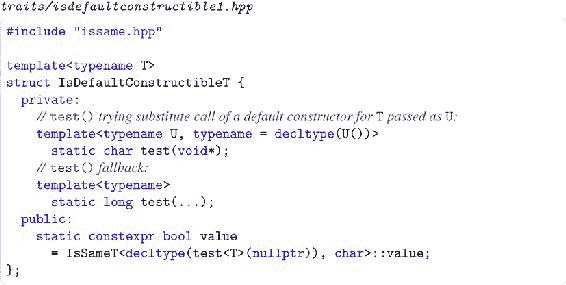 traits/isdefaultconstructible1.hpp
#include "issame.hpp"
template<typename T>
struct IsDefaultConstructibleT {
private:
// test() trying substitute call of a default constructor for T passed as U:
template<typename U, typename = decltype(U())>
static char test(void*);
// test() fallback:
template<typename>
static long test(...);
public:
static constexpr bool value
= IsSameT<decltype(test<T>(nullptr)), char>::value;
};